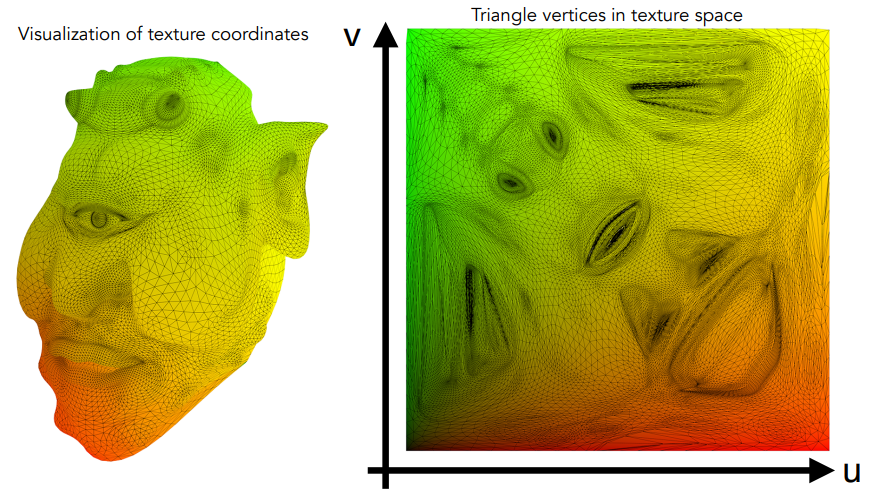 Visualization of texture coordinates
Triangle vertices in texture space
v
u